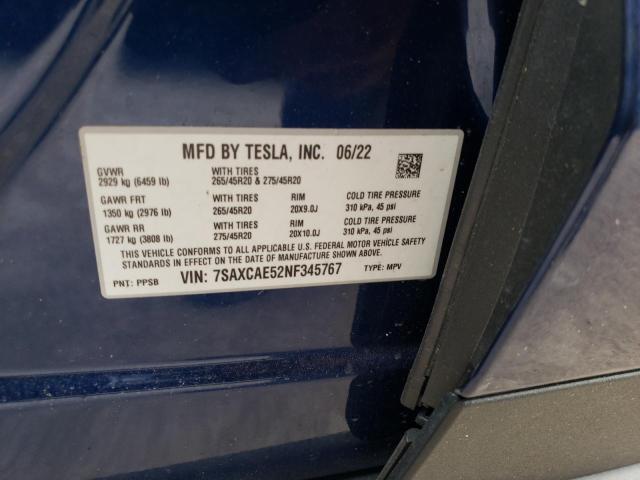 MFD BY TESLA, INC. 06/22
GVWR WITH TIRES
2929 kg (6459 lb) 265/45R20 & 275/45R20
GAWR FRT WITH TIRES RIM COLD TIRE PRESSURE
1350 kg (2976 lb) 265/45R20 20X9.0J 310 kPa, 45 psi
GAWR RR WITH TIRES RIM COLD TIRE PRESSURE
1727 kg (3808 lb) 275/45R20 20X10.0J 310 kPa, 45 psi
THIS VEHICLE CONFORMS TO ALL APPLICABLE U.S. FEDERAL MOTOR VEHICLE SAFETY
STANDARDS IN EFFECT ON THE DATE OF MANUFACTURE SHOWN ABOVE.
PNT: PPSB VIN: 7SAXCAE52NF345767 TYPE: MPV